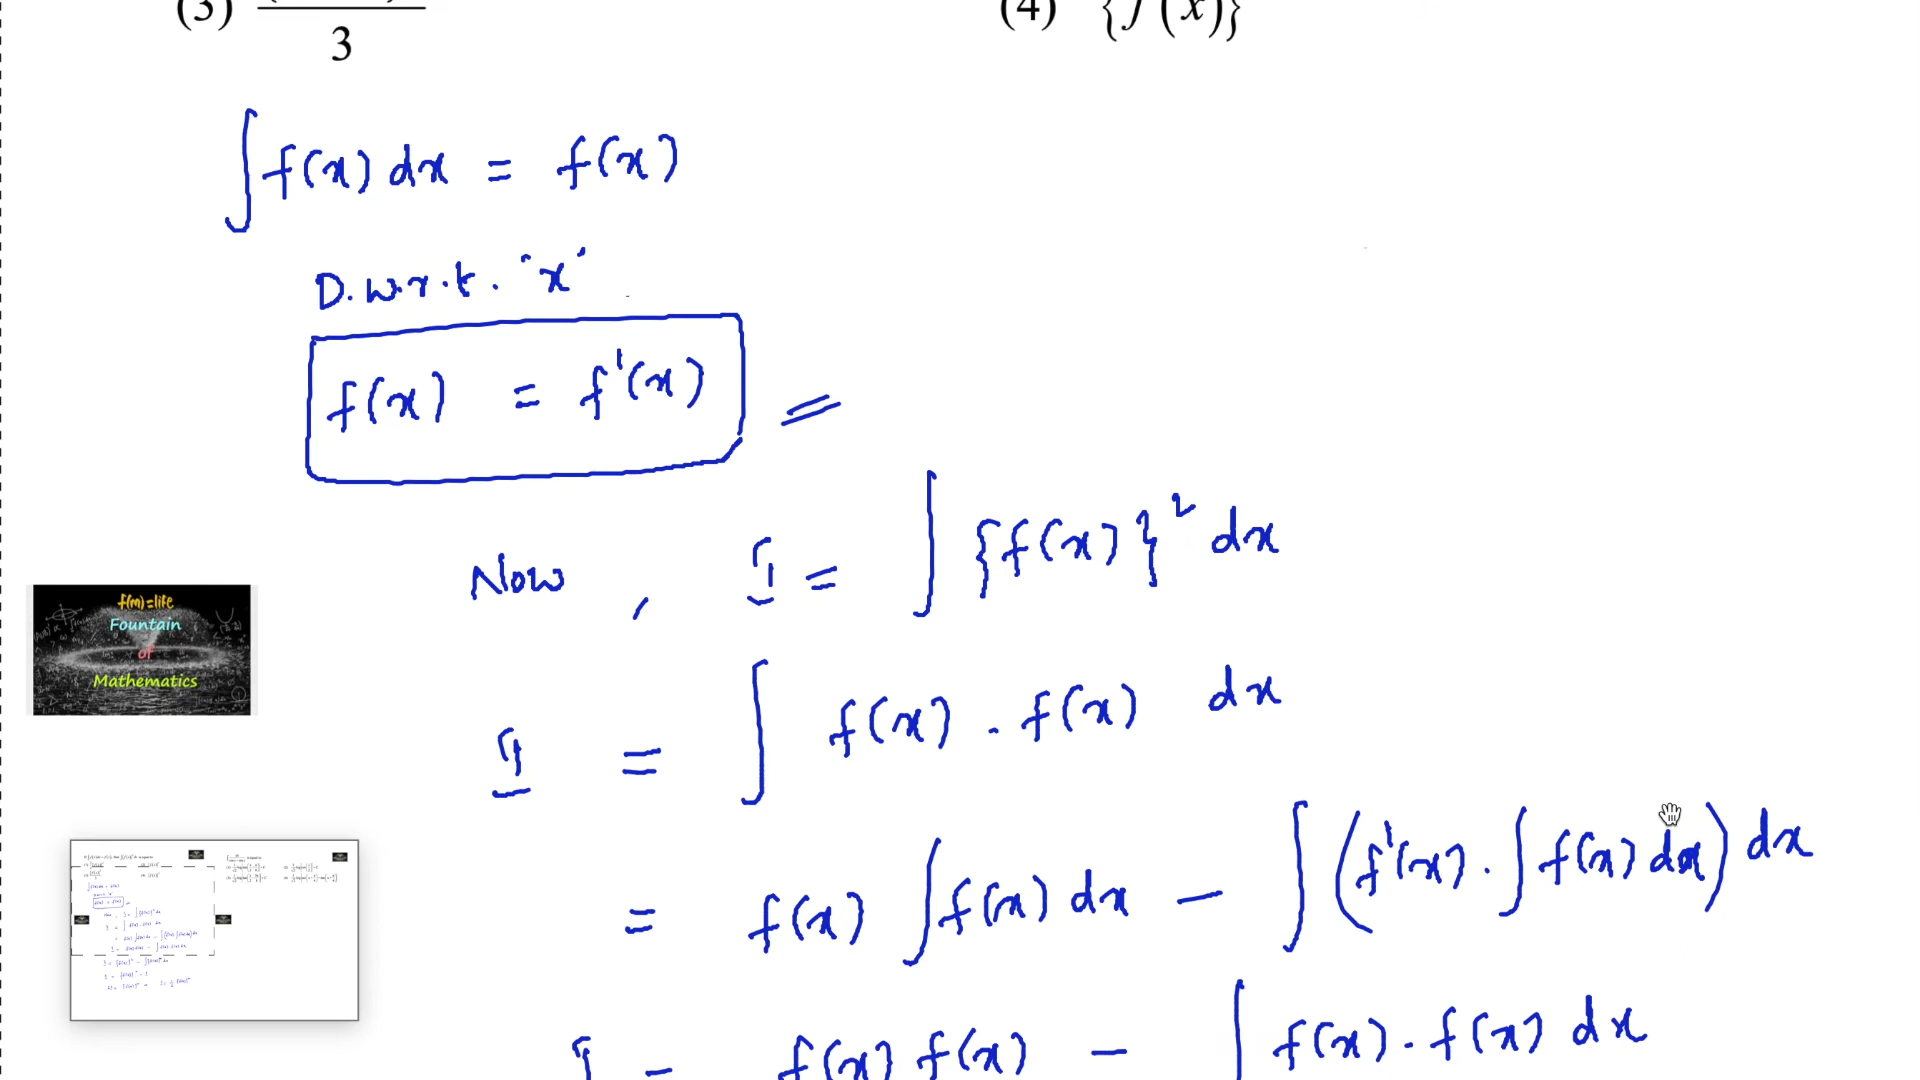 (3) 3
(4) {f(x)}
∫f(x) dx = f(x)
D.w.r.t. 'x'
f(x) = f'(x)
Now, I = ∫{f(x)}² dx
I = ∫ f(x) . f(x) dx
= f(x) ∫f(x) dx − ∫(f'(x) . ∫f(x) dx) dx
I = f(x) f(x) − ∫ f(x) . f(x) dx
f(m)=life
Fountain
of
Mathematics